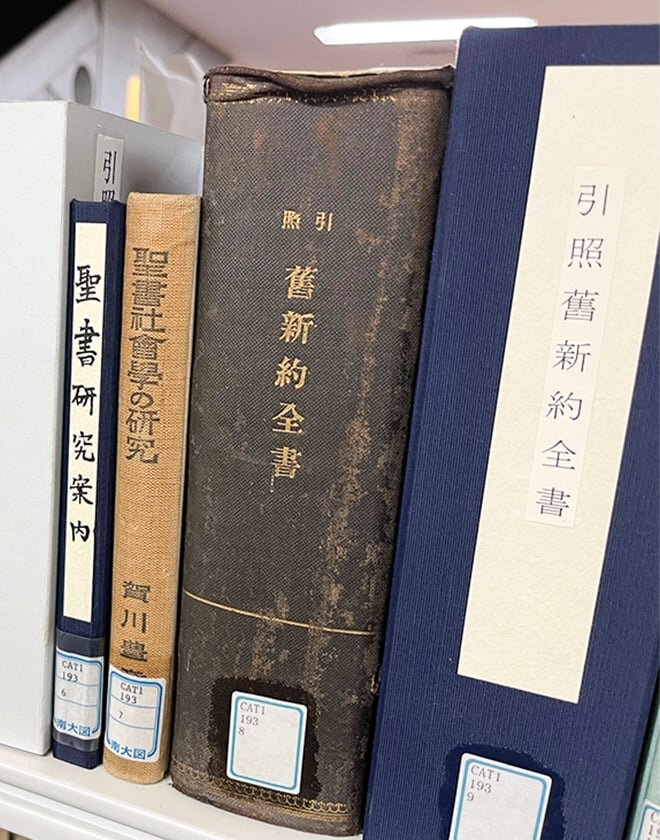 引
聖書研究案内
CAT1
193
6
南大図
聖書社會學の研究
賀川豊
CAT1
193
7
南大図
照引
舊新約全書
CAT1
193
8
引照舊新約全書
CAT1
193
9